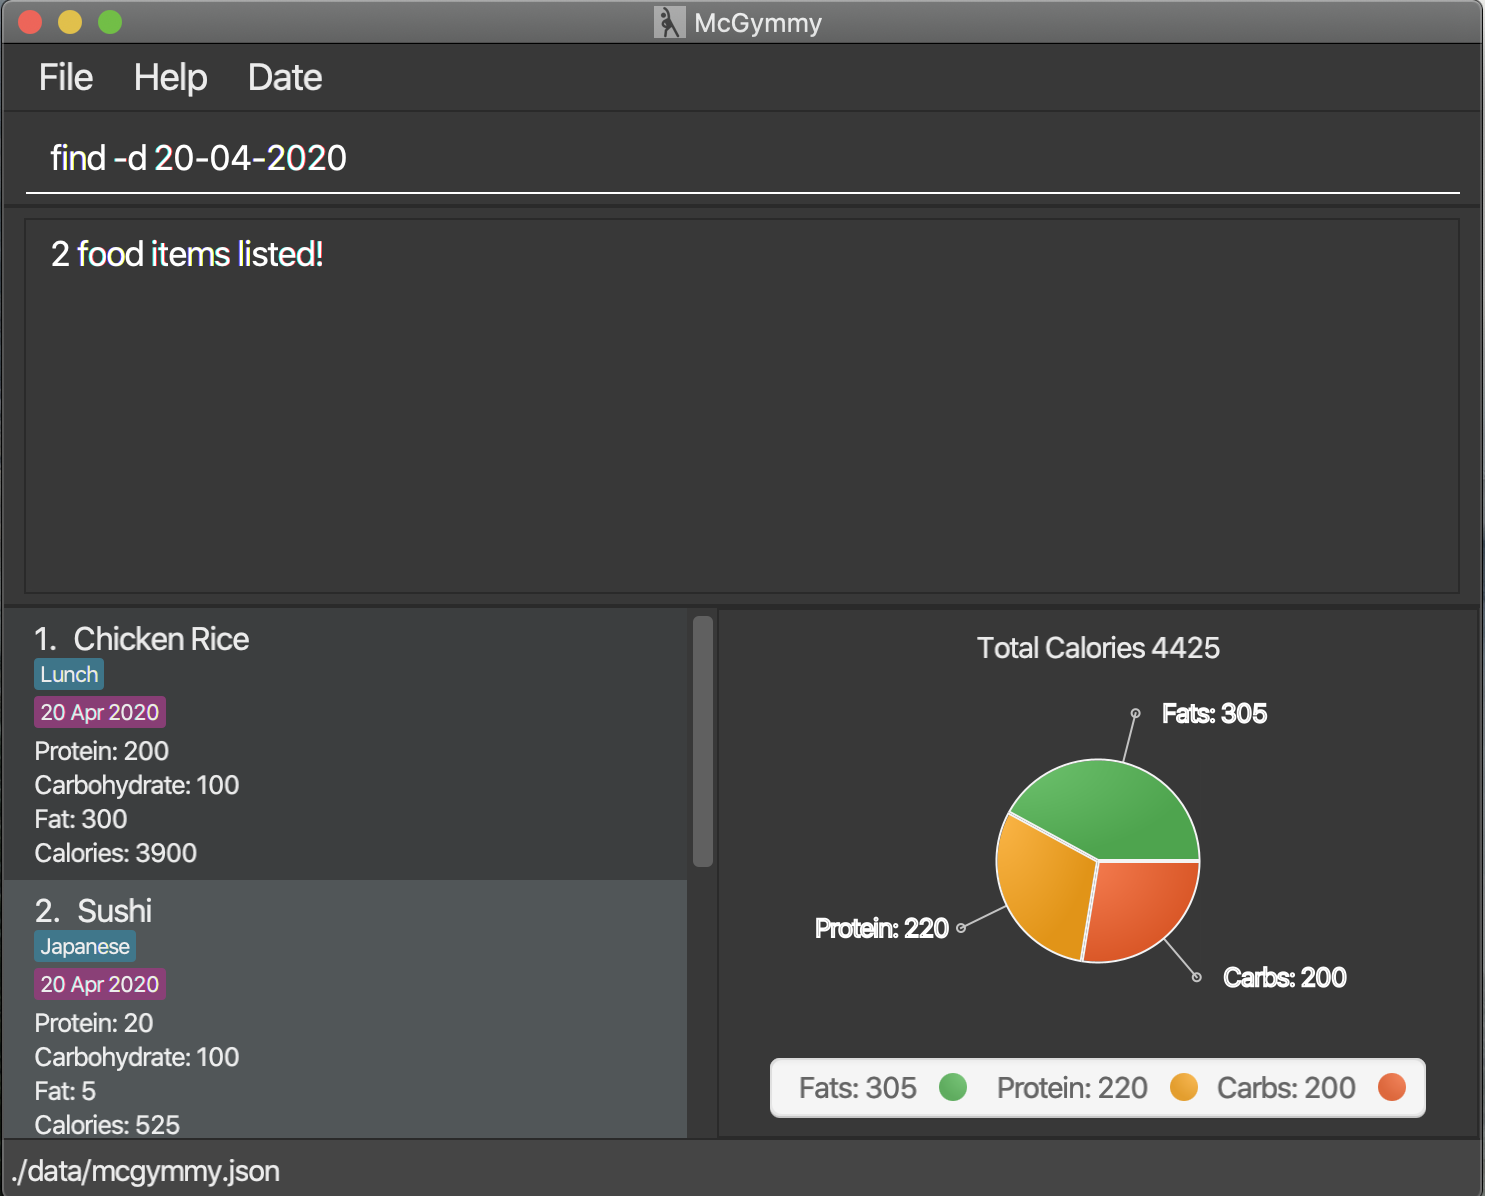 McGymmy
File Help Date
find -d 20-04-2020
2 food items listed!
1. Chicken Rice
Lunch
20 Apr 2020
Protein: 200
Carbohydrate: 100
Fat: 300
Calories: 3900
2. Sushi
Japanese
20 Apr 2020
Protein: 20
Carbohydrate: 100
Fat: 5
Calories: 525
Total Calories 4425
Fats: 305
Protein: 220
Carbs: 200
Fats: 305 Protein: 220 Carbs: 200
./data/mcgymmy.json